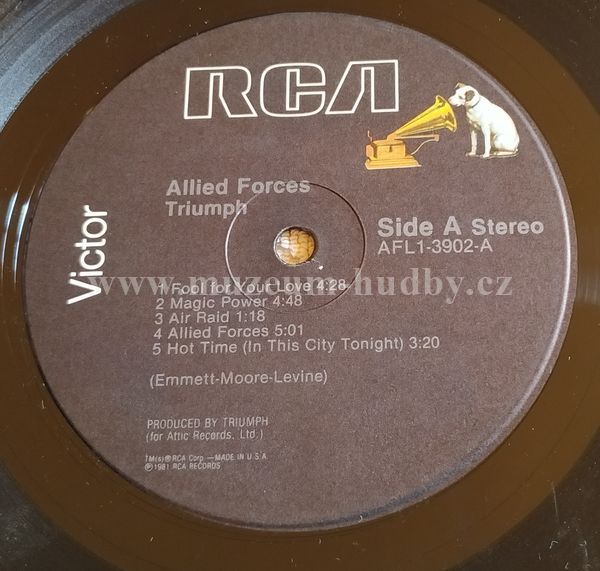 RCA
Allied Forces
Triumph
Victor
Side A Stereo
AFL1-3902-A
www.muzeum-hudby.cz
1 Fool for Your Love 4:28
2 Magic Power 4:48
3 Air Raid 1:18
4 Allied Forces 5:01
5 Hot Time (In This City Tonight) 3:20
(Emmett-Moore-Levine)
PRODUCED BY TRIUMPH
(for Attic Records, Ltd.)
TM(s)®RCA Corp.—MADE IN U.S.A.
℗1981 RCA RECORDS